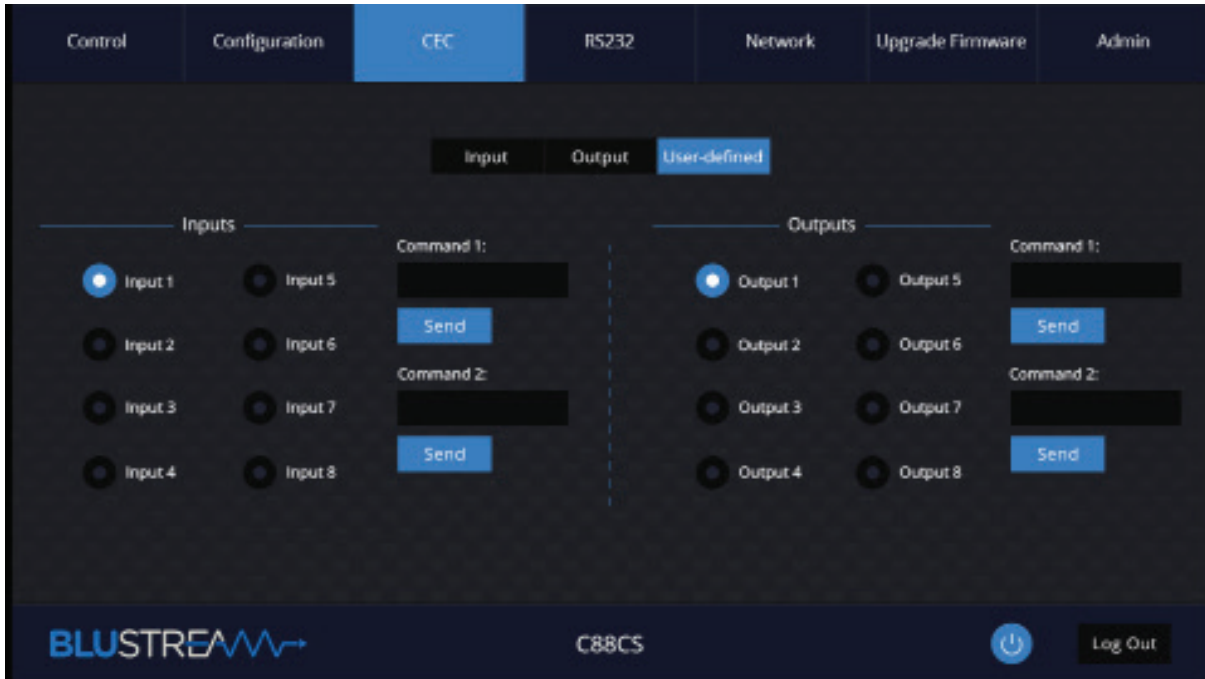 Control Configuration CEC RS232 Network Upgrade Firmware Admin
Input Output User-defined
Inputs
Input 1 Input 5
Input 2 Input 6
Input 3 Input 7
Input 4 Input 8
Command 1:
Send
Command 2:
Send
Outputs
Output 1 Output 5
Output 2 Output 6
Output 3 Output 7
Output 4 Output 8
Command 1:
Send
Command 2:
Send
BLUSTREAM C88CS Log Out